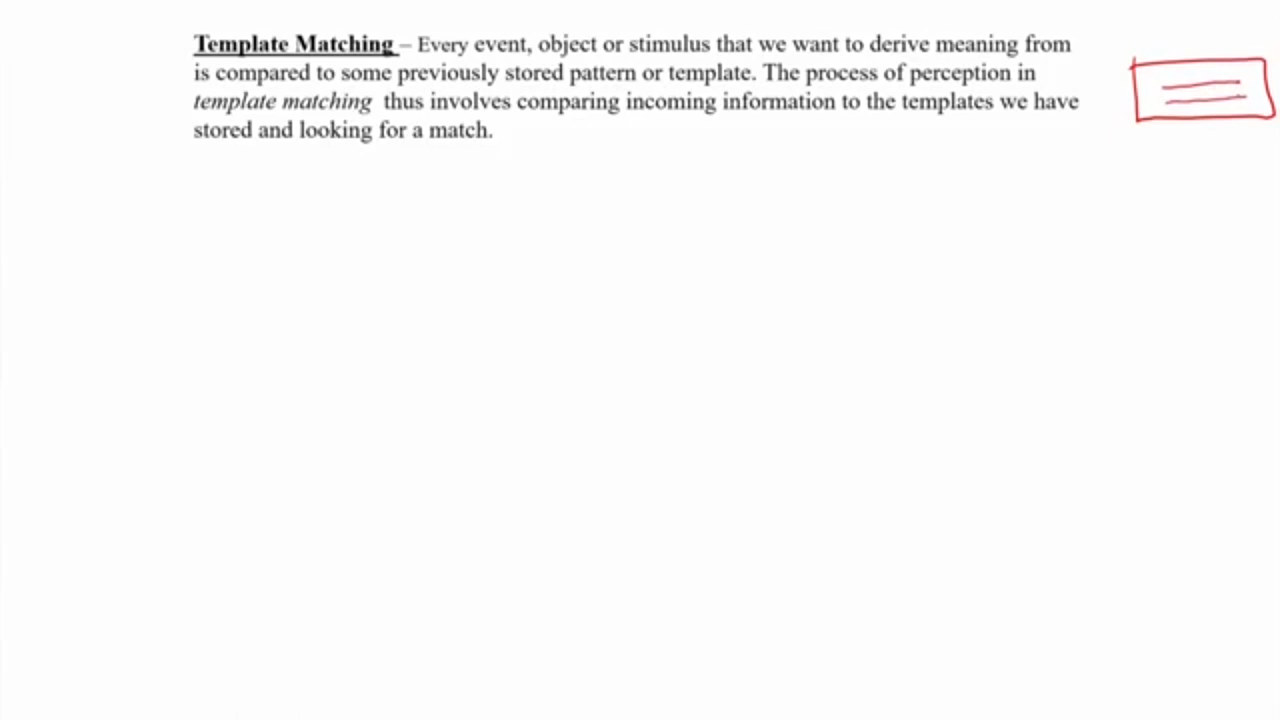 Template Matching – Every event, object or stimulus that we want to derive meaning from
is compared to some previously stored pattern or template. The process of perception in
template matching thus involves comparing incoming information to the templates we have
stored and looking for a match.